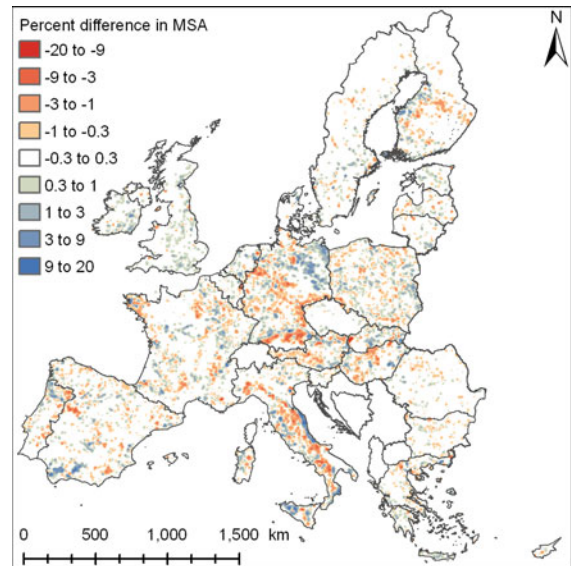 Percent difference in MSA
-20 to -9
-9 to -3
-3 to -1
-1 to -0.3
-0.3 to 0.3
0.3 to 1
1 to 3
3 to 9
9 to 20
N
0 500 1,000 1,500 km